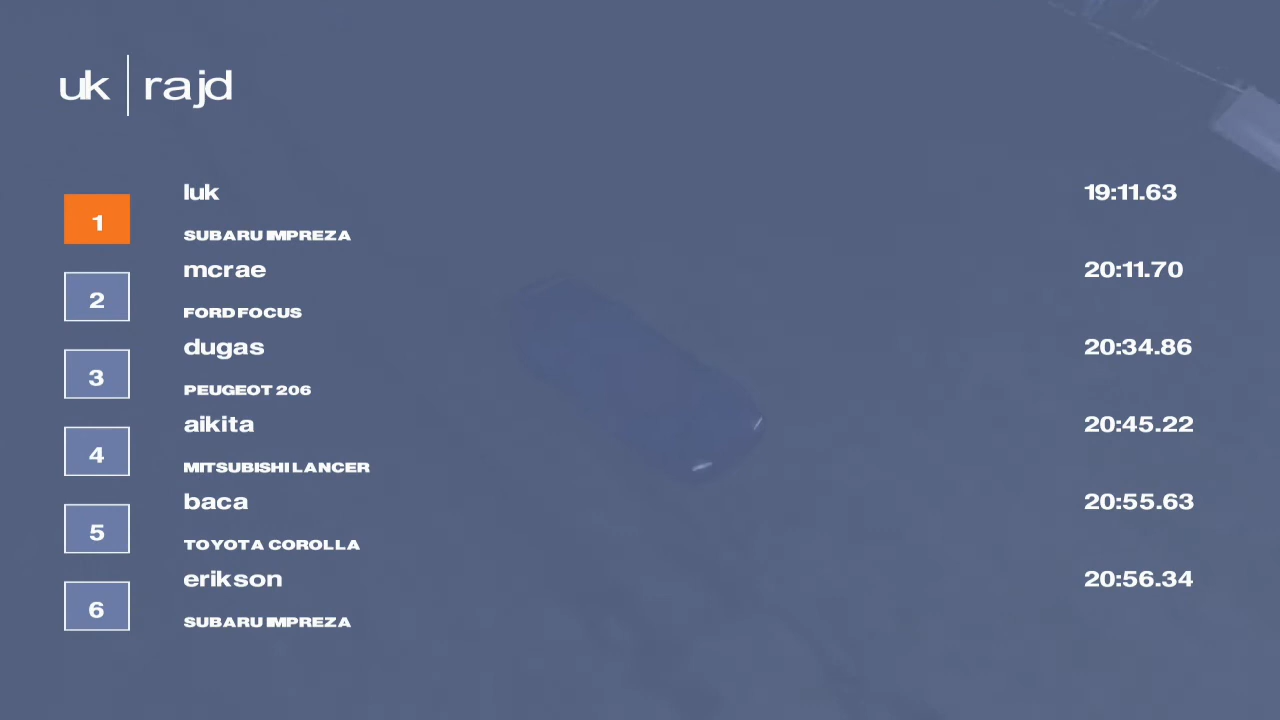 uk | rajd
1 luk 19:11.63
SUBARU IMPREZA
2 mcrae 20:11.70
FORD FOCUS
3 dugas 20:34.86
PEUGEOT 206
4 aikita 20:45.22
MITSUBISHI LANCER
5 baca 20:55.63
TOYOTA COROLLA
6 erikson 20:56.34
SUBARU IMPREZA